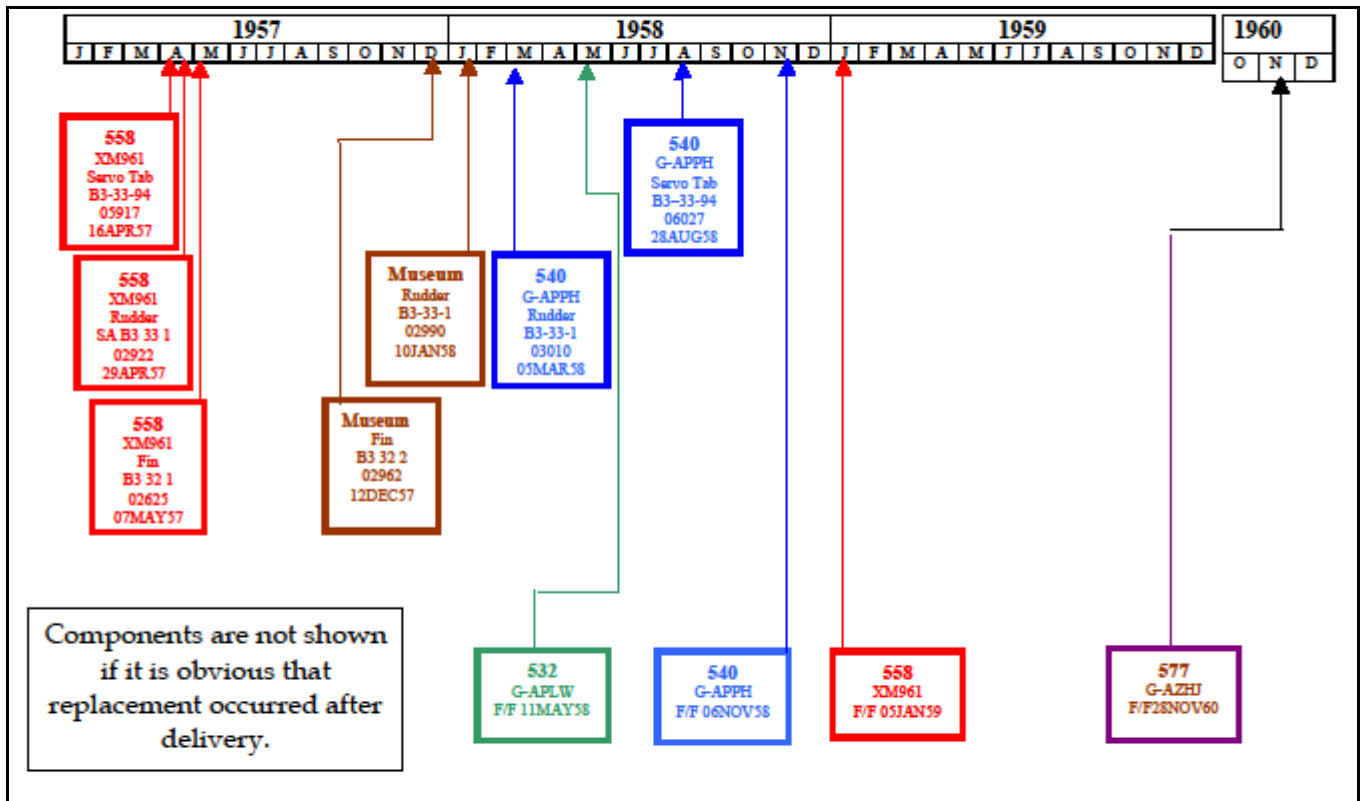 1957 1958 1959 1960
J F M A M J J A S O N D J F M A M J J A S O N D J F M A M J J A S O N D O N D
558
XM961
Servo Tab
B3-33-94
05917
16APR57
558
XM961
Rudder
SA B3 33 1
02922
29APR57
558
XM961
Fin
B3 32 1
02625
07MAY57
Museum
Fin
B3 32 2
02962
12DEC57
Museum
Rudder
B3-33-1
02990
10JAN58
540
G-APPH
Rudder
B3-33-1
03010
05MAR58
540
G-APPH
Servo Tab
B3-33-94
06027
28AUG58
Components are not shown
if it is obvious that
replacement occurred after
delivery.
532
G-APLW
F/F 11MAY58
540
G-APPH
F/F 06NOV58
558
XM961
F/F 05JAN59
577
G-AZHJ
F/F28NOV60